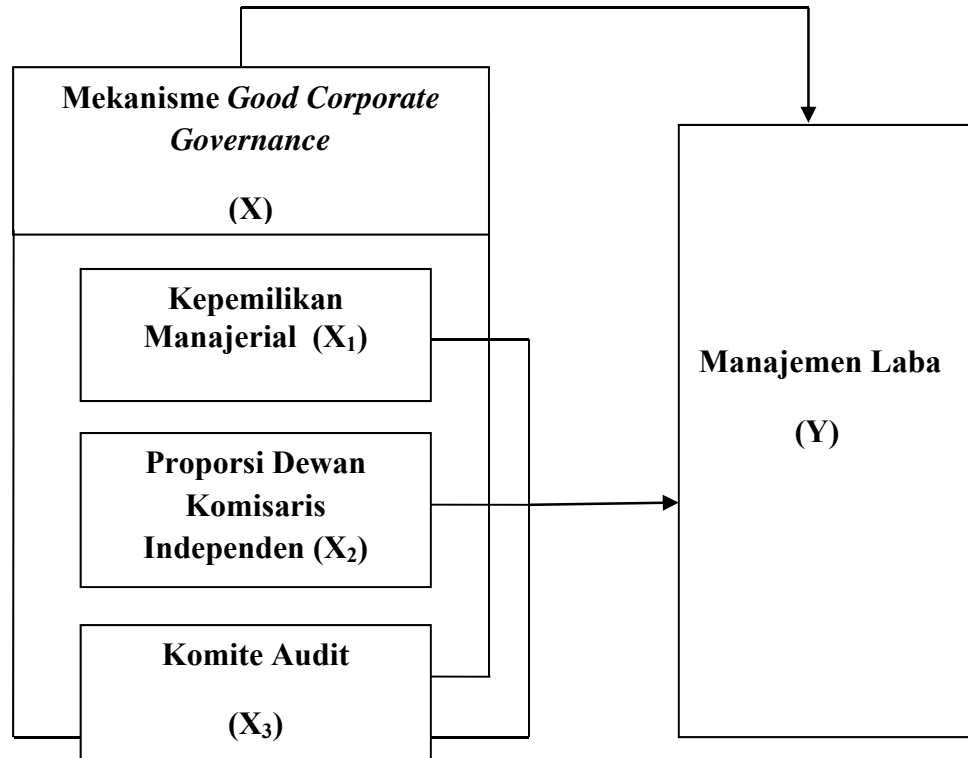 Mekanisme Good Corporate
Governance
(X)
Kepemilikan
Manajerial (X₁)
Proporsi Dewan
Komisaris
Independen (X₂)
Komite Audit
(X₃)
Manajemen Laba
(Y)